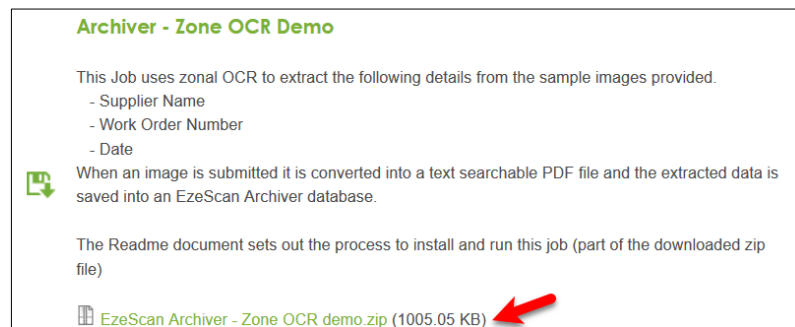 Archiver - Zone OCR Demo
This Job uses zonal OCR to extract the following details from the sample images provided.
- Supplier Name
- Work Order Number
- Date
When an image is submitted it is converted into a text searchable PDF file and the extracted data is
saved into an EzeScan Archiver database.
The Readme document sets out the process to install and run this job (part of the downloaded zip
file)
EzeScan Archiver - Zone OCR demo.zip (1005.05 KB)